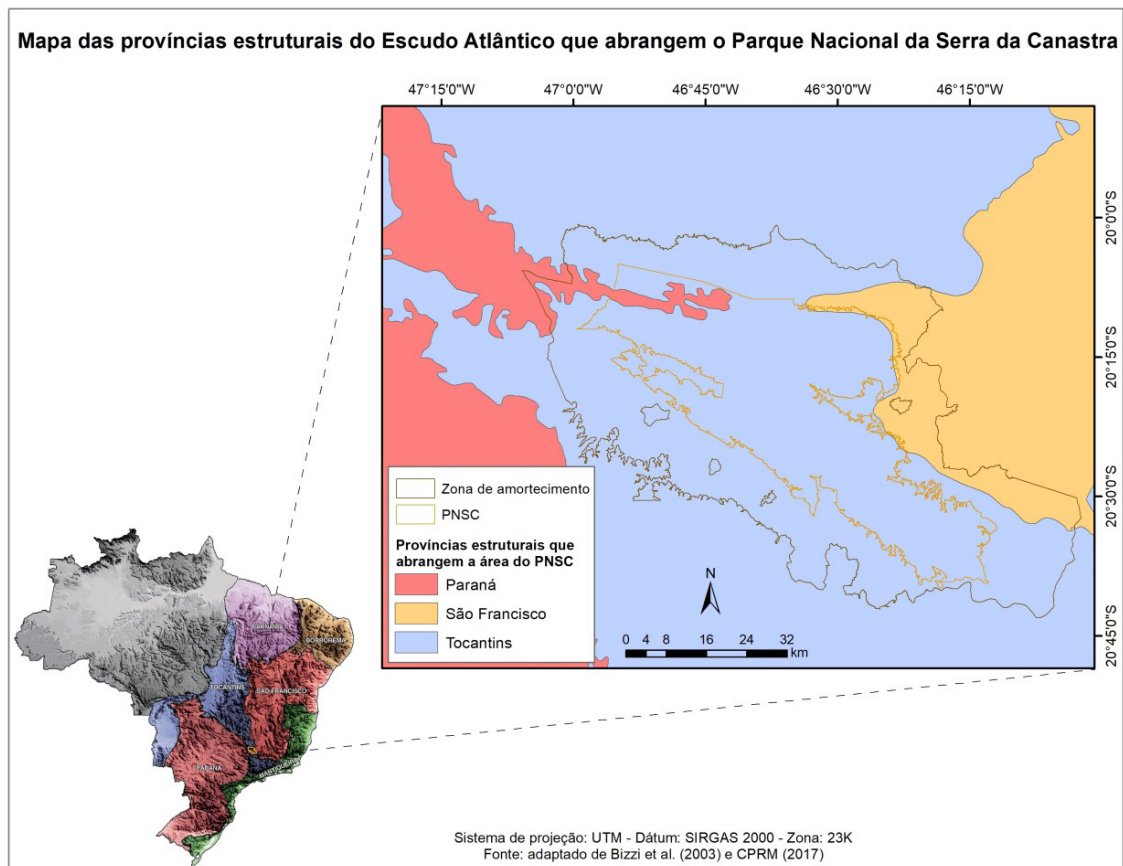 Mapa das províncias estruturais do Escudo Atlântico que abrangem o Parque Nacional da Serra da Canastra
47°15'0"W 47°0'0"W 46°45'0"W 46°30'0"W 46°15'0"W
20°0'0"S
20°15'0"S
20°30'0"S
20°45'0"S
Zona de amortecimento
PNSC
Províncias estruturais que
abrangem a área do PNSC
Paraná
São Francisco
Tocantins
N
0 4 8 16 24 32
km
PARNAÍBA
BORBOREMA
TOCANTINS
SÃO FRANCISCO
PARANÁ
MANTIQUEIRA
Sistema de projeção: UTM - Dátum: SIRGAS 2000 - Zona: 23K
Fonte: adaptado de Bizzi et al. (2003) e CPRM (2017)